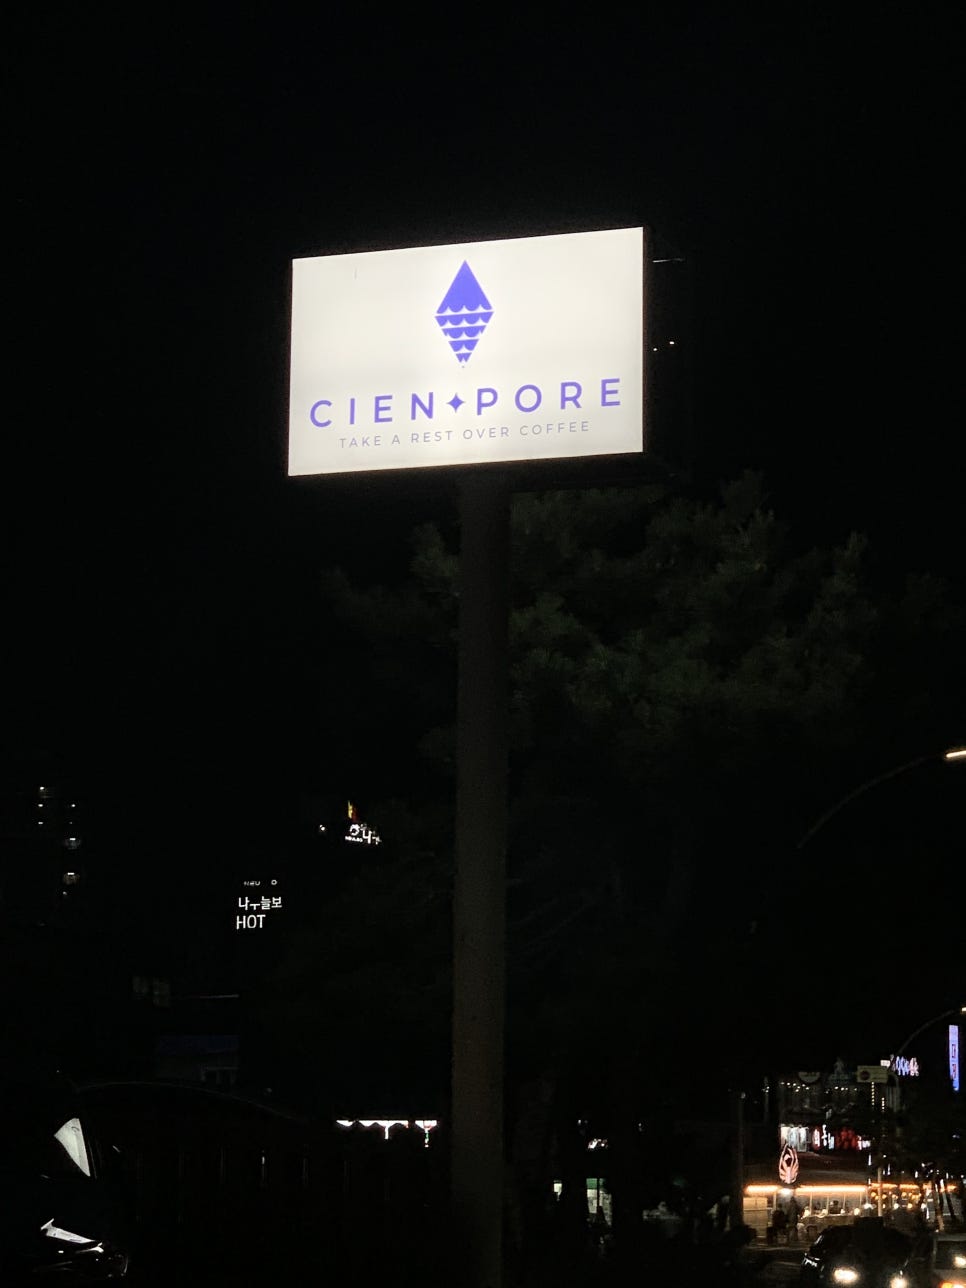 CIEN✦PORE
TAKE A REST OVER COFFEE
나누늘보
HOT